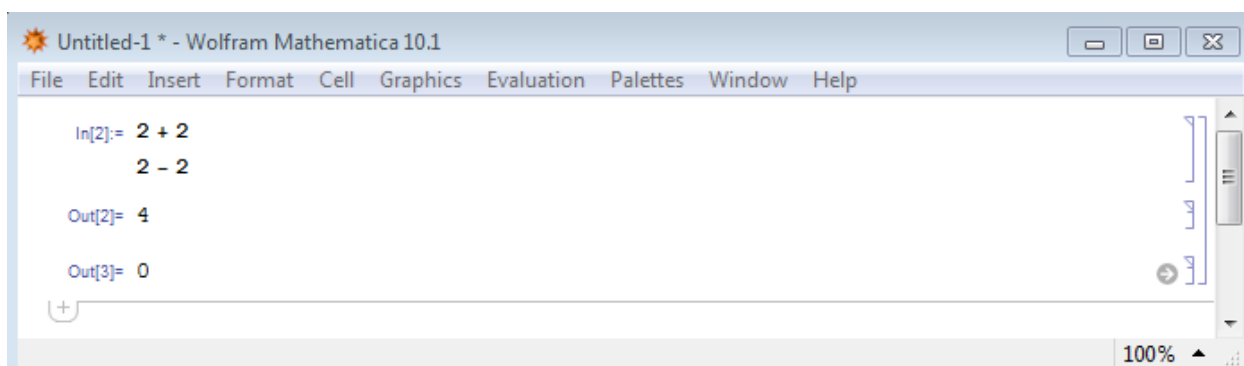 Untitled-1 * - Wolfram Mathematica 10.1
File Edit Insert Format Cell Graphics Evaluation Palettes Window Help
In[2]:= 2 + 2
2 - 2
Out[2]= 4
Out[3]= 0
100%